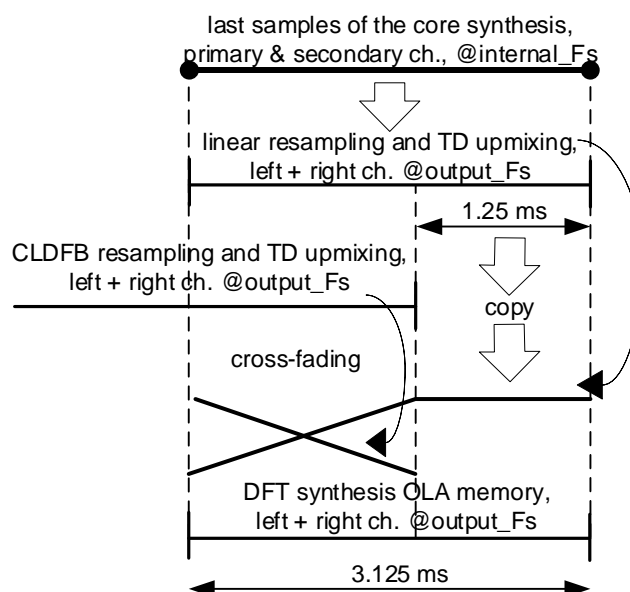 last samples of the core synthesis,
primary & secondary ch., @internal_Fs
linear resampling and TD upmixing,
left + right ch. @output_Fs
1.25 ms
CLDFB resampling and TD upmixing,
left + right ch. @output_Fs
copy
cross-fading
DFT synthesis OLA memory,
left + right ch. @output_Fs
3.125 ms